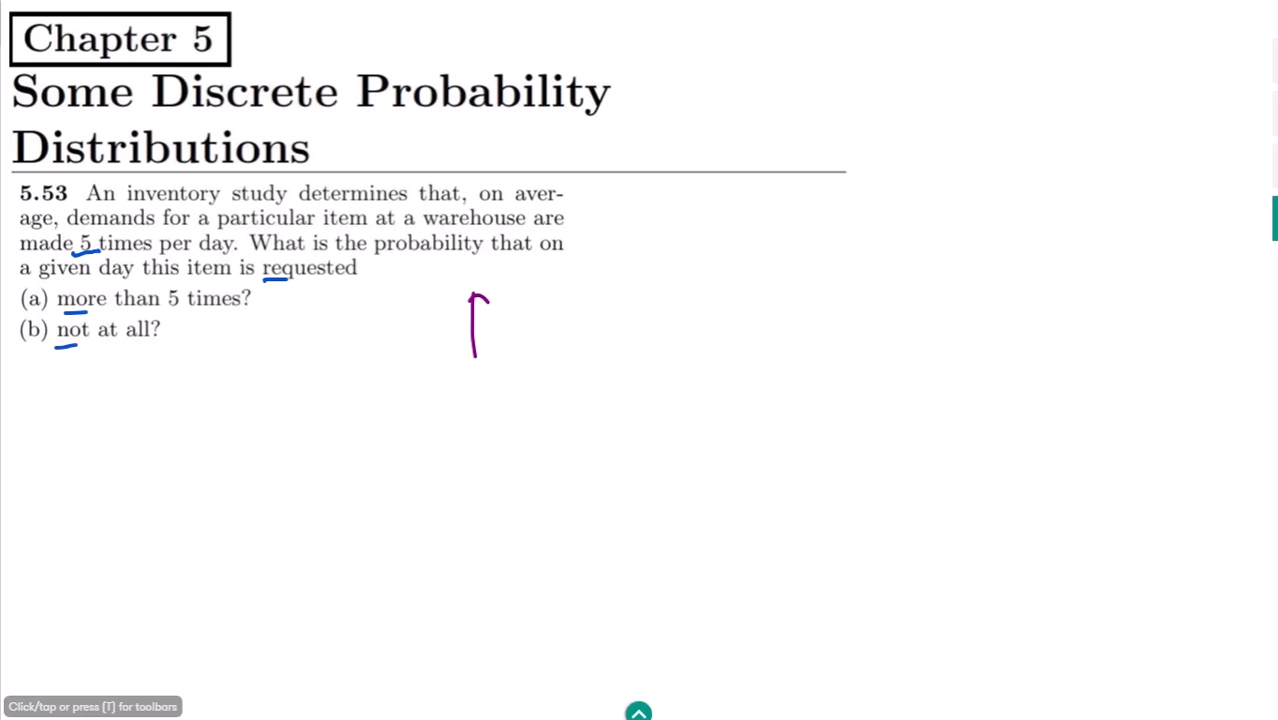 Chapter 5
Some Discrete Probability
Distributions
5.53 An inventory study determines that, on aver-
age, demands for a particular item at a warehouse are
made 5 times per day. What is the probability that on
a given day this item is requested
(a) more than 5 times?
(b) not at all?
Click/tap or press [T] for toolbars